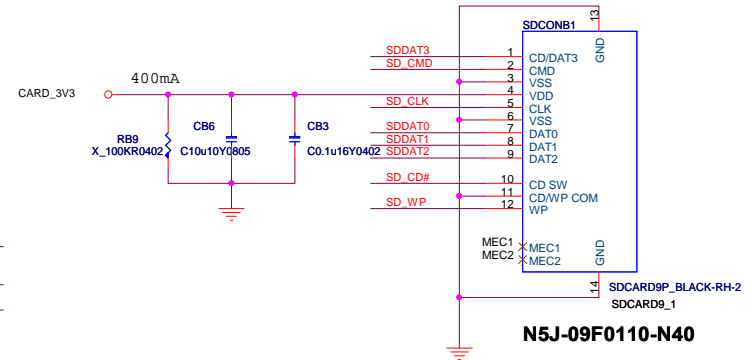 13
SDCONB1
GND
SDDAT3 1 CD/DAT3
SD_CMD 2 CMD
3 VSS
400mA
CARD_3V3 4 VDD
SD_CLK 5 CLK
6 VSS
SDDAT0 7 DAT0
SDDAT1 8 DAT1
SDDAT2 9 DAT2
RB9
X_100KR0402
CB6
C10u10Y0805
CB3
C0.1u16Y0402
SD_CD# 10 CD SW
11 CD/WP COM
SD_WP 12 WP
MEC1 MEC1
MEC2 MEC2
GND
14
SDCARD9P_BLACK-RH-2
SDCARD9_1
N5J-09F0110-N40